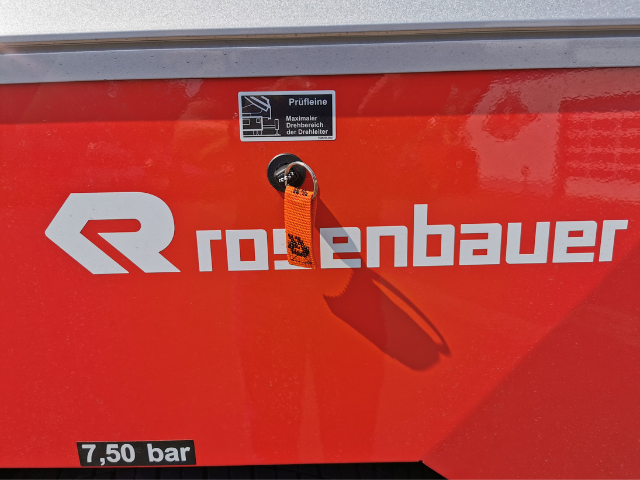 Prüfleine
Maximaler
Drehbereich
der Drehleiter
rosenbauer
7,50 bar